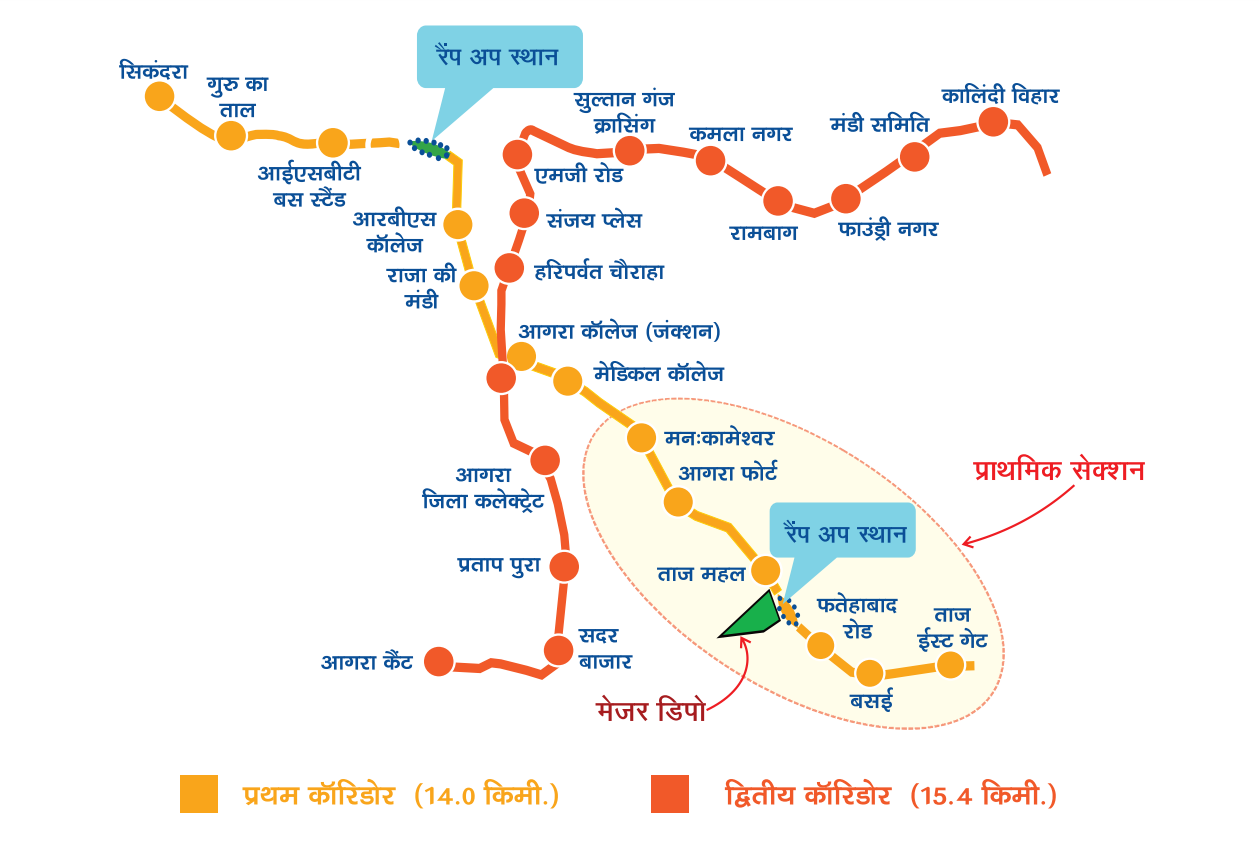 सिकंदरा
गुरु का
ताल
रैंप अप स्थान
आईएसबीटी
बस स्टैंड
आरबीएस
कॉलेज
राजा की
मंडी
सुल्तान गंज
क्रासिंग
कमला नगर
मंडी समिति
कालिंदी विहार
एमजी रोड
संजय प्लेस
रामबाग
फाउंड्री नगर
हरिपर्वत चौराहा
आगरा कॉलेज (जंक्शन)
मेडिकल कॉलेज
मनःकामेश्वर
आगरा फोर्ट
प्राथमिक सेक्शन
आगरा
जिला कलेक्ट्रेट
रैंप अप स्थान
प्रताप पुरा
ताज महल
फतेहाबाद
रोड
ताज
ईस्ट गेट
सदर
बाजार
आगरा कैंट
बसई
मेजर डिपो
प्रथम कॉरिडोर (14.0 किमी.)
द्वितीय कॉरिडोर (15.4 किमी.)